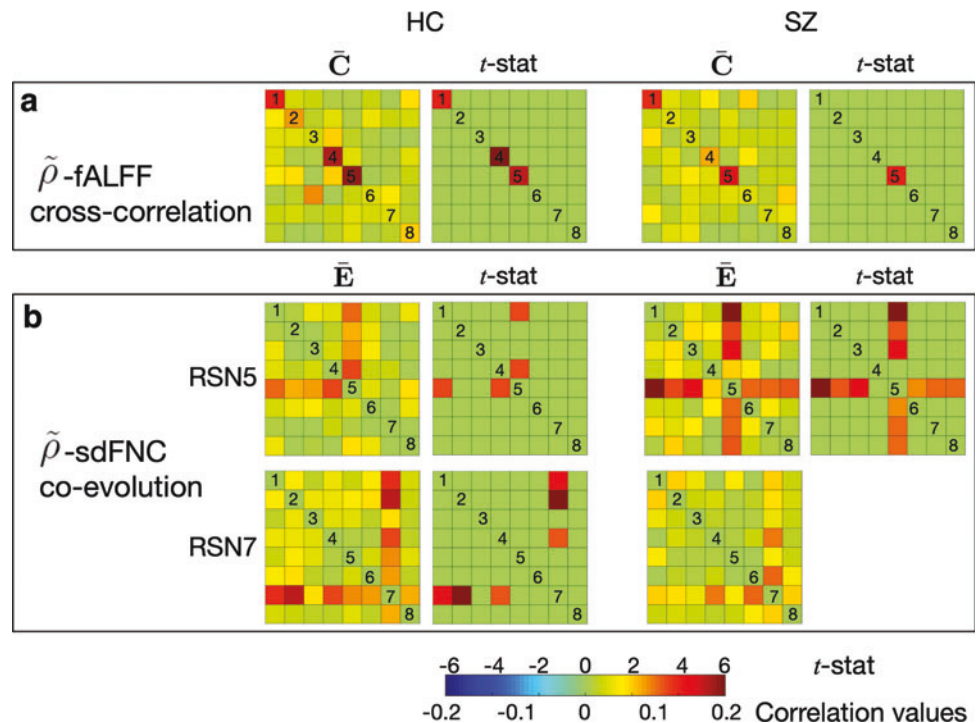 HC SZ
C̄ t-stat C̄ t-stat
a
1 1 1 1
2 2 2 2
3 3 3 3
4 4 4 4
5 5 5 5
6 6 6 6
7 7 7 7
8 8 8 8
ρ̃ -fALFF
cross-correlation
Ē t-stat Ē t-stat
b
RSN5
1 1 1 1
2 2 2 2
3 3 3 3
4 4 4 4
5 5 5 5
6 6 6 6
7 7 7 7
8 8 8 8
ρ̃ -sdFNC
co-evolution
RSN7
1 1 1
2 2 2
3 3 3
4 4 4
5 5 5
6 6 6
7 7 7
8 8 8
-6 -4 -2 0 2 4 6 t-stat
-0.2 -0.1 0 0.1 0.2 Correlation values